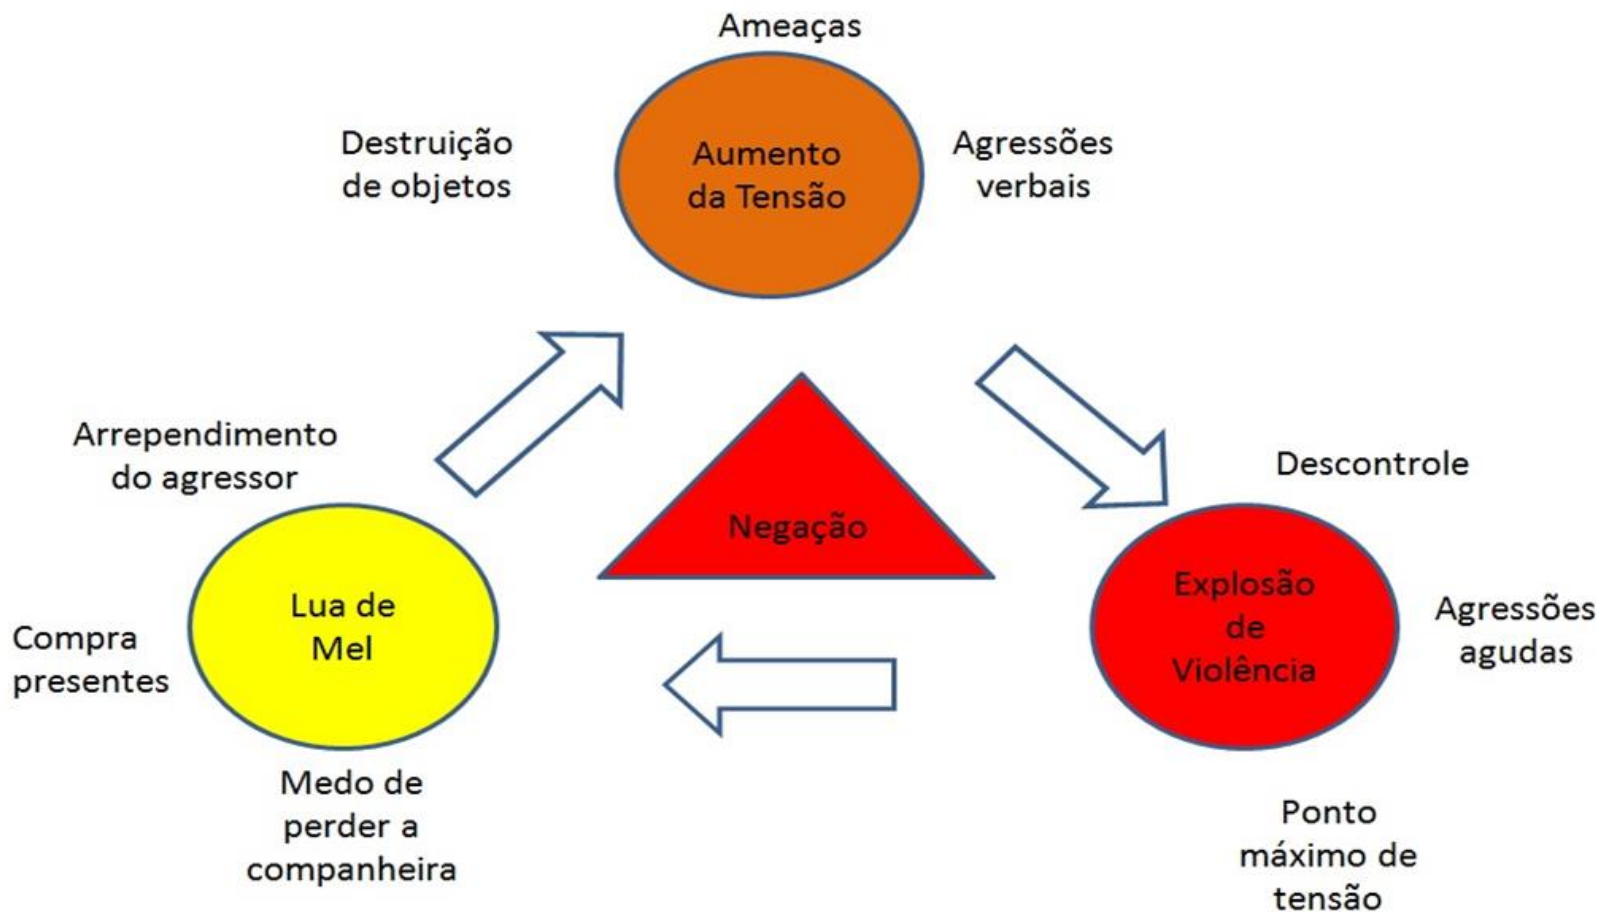 Ameaças
Destruição
de objetos
Aumento
da Tensão
Agressões
verbais
Arrependimento
do agressor
Negação
Descontrole
Lua de
Mel
Explosão
de
Violência
Compra
presentes
Agressões
agudas
Medo de
perder a
companheira
Ponto
máximo de
tensão